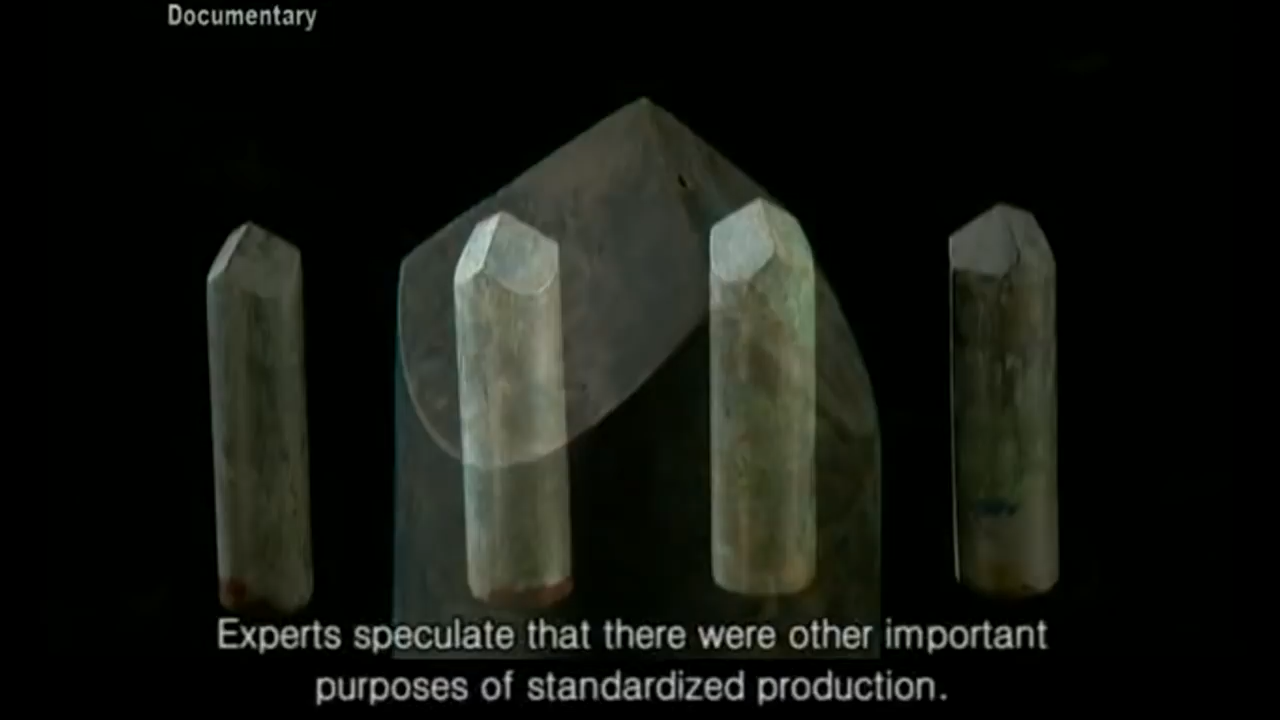 Documentary
Experts speculate that there were other important
purposes of standardized production.